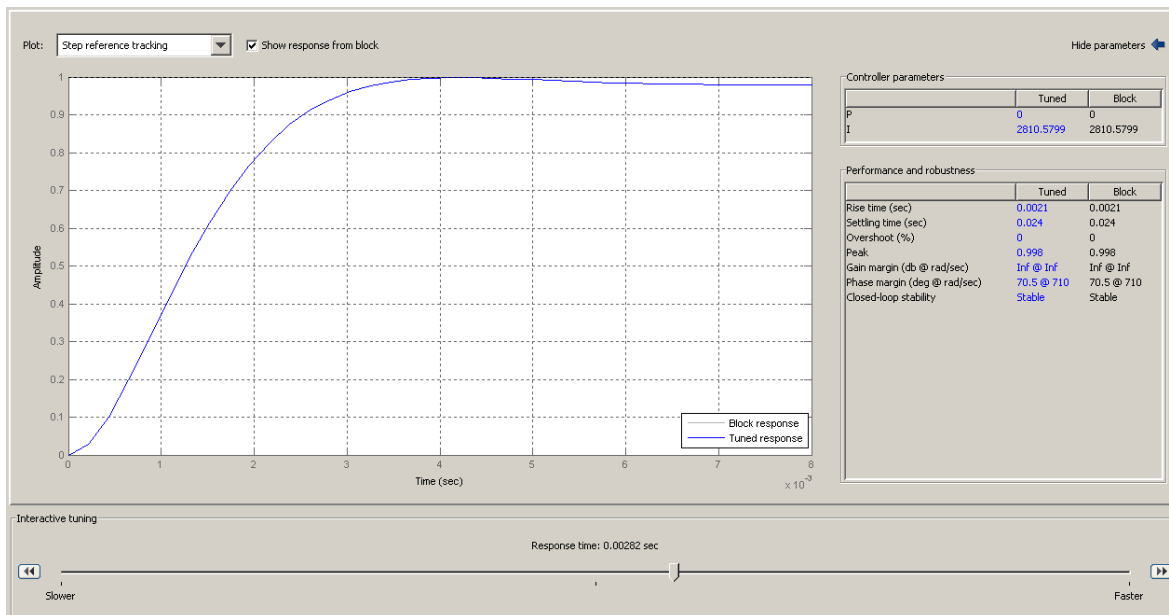 Plot: Step reference tracking Show response from block Hide parameters
1
0.9
0.8
0.7
0.6
0.5
0.4
0.3
0.2
0.1
0
Amplitude
0 1 2 3 4 5 6 7 8
Time (sec)
x 10^-3
Block response
Tuned response
Controller parameters
Tuned Block
P 0 0
I 2810.5799 2810.5799
Performance and robustness
Tuned Block
Rise time (sec) 0.0021 0.0021
Settling time (sec) 0.024 0.024
Overshoot (%) 0 0
Peak 0.998 0.998
Gain margin (db @ rad/sec) Inf @ Inf Inf @ Inf
Phase margin (deg @ rad/sec) 70.5 @ 710 70.5 @ 710
Closed-loop stability Stable Stable
Interactive tuning
Response time: 0.00282 sec
Slower Faster